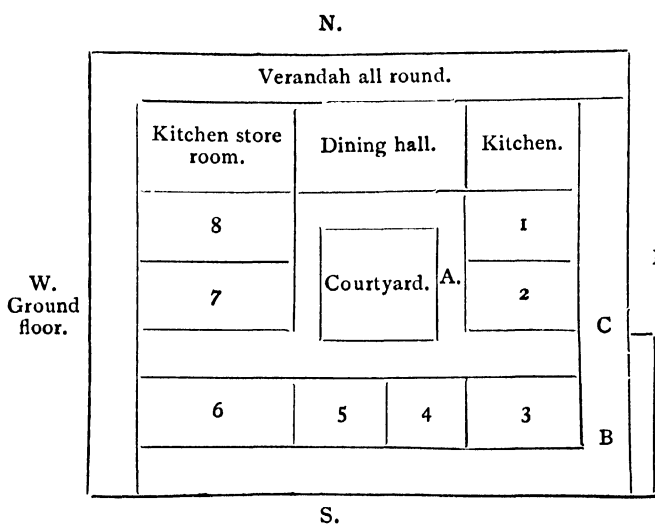 N.
Verandah all round.
Kitchen store
room.
Dining hall.
Kitchen.
8
1
W.
Ground
floor.
Courtyard.
A.
7
2
C
6
5
4
3
B
S.